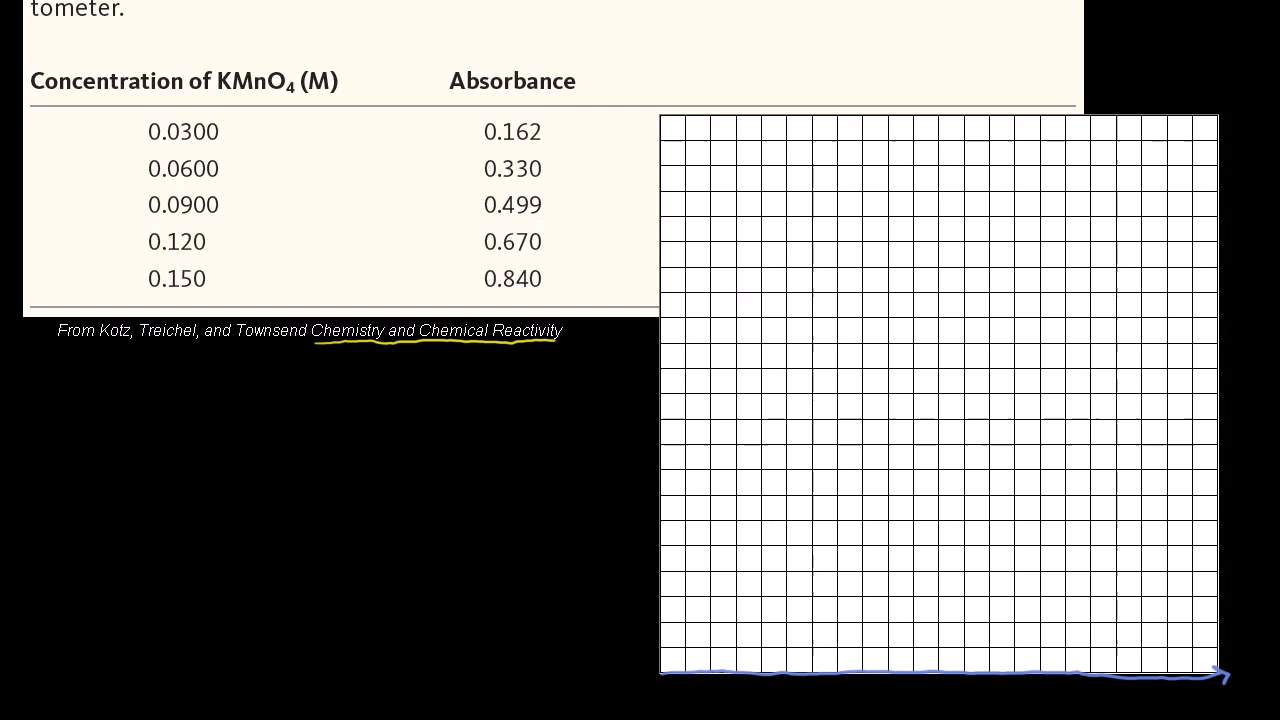 tometer.
Concentration of KMnO₄ (M) Absorbance
0.0300 0.162
0.0600 0.330
0.0900 0.499
0.120 0.670
0.150 0.840
From Kotz, Treichel, and Townsend Chemistry and Chemical Reactivity